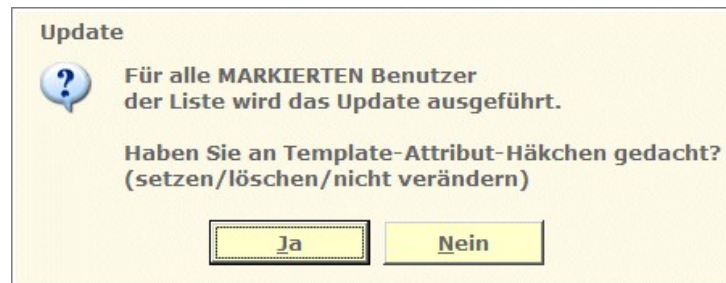 Update
Für alle MARKIERTEN Benutzer
der Liste wird das Update ausgeführt.
Haben Sie an Template-Attribut-Häkchen gedacht?
(setzen/löschen/nicht verändern)
Ja
Nein